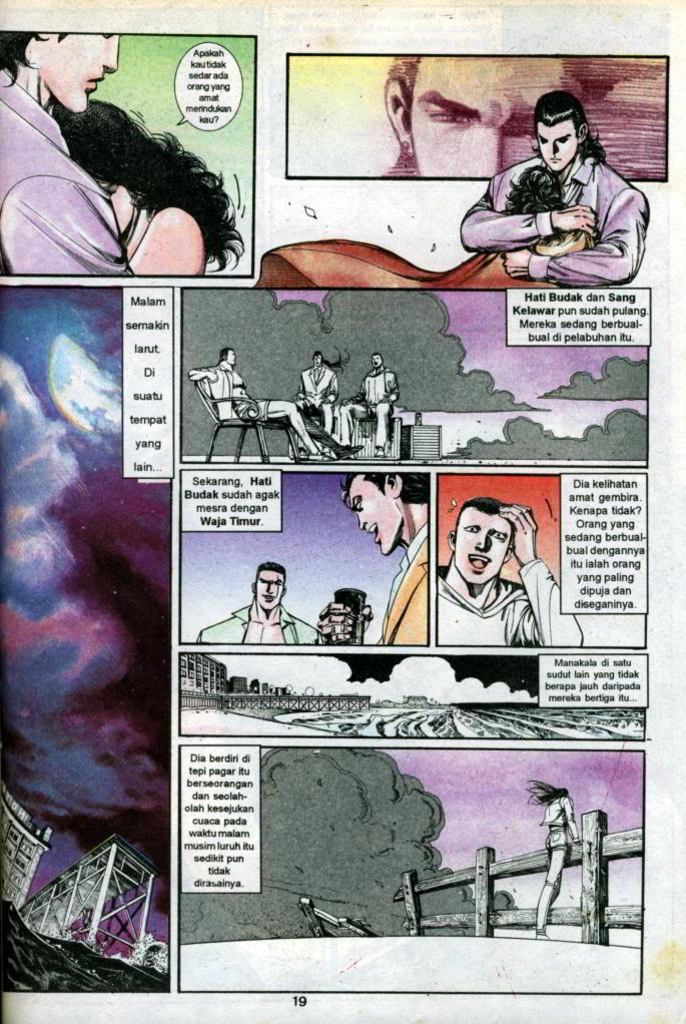 Apakah
kau tidak
sedar ada
orang yang
amat
merindukan
kau?
Malam
semakin
larut.
Di
suatu
tempat
yang
lain...
Hati Budak dan Sang
Kelawar pun sudah pulang.
Mereka sedang berbual-
bual di pelabuhan itu.
Sekarang, Hati
Budak sudah agak
mesra dengan
Waja Timur.
Dia kelihatan
amat gembira.
Kenapa tidak?
Orang yang
sedang berbual-
bual dengannya
itu ialah orang
yang paling
dipuja dan
diseganinya.
Manakala di satu
sudut lain yang tidak
berapa jauh daripada
mereka bertiga itu...
Dia berdiri di
tepi pagar itu
berseorangan
dan seolah-
olah kesejukan
cuaca pada
waktu malam
musim luruh itu
sedikit pun
tidak
dirasainya.
19